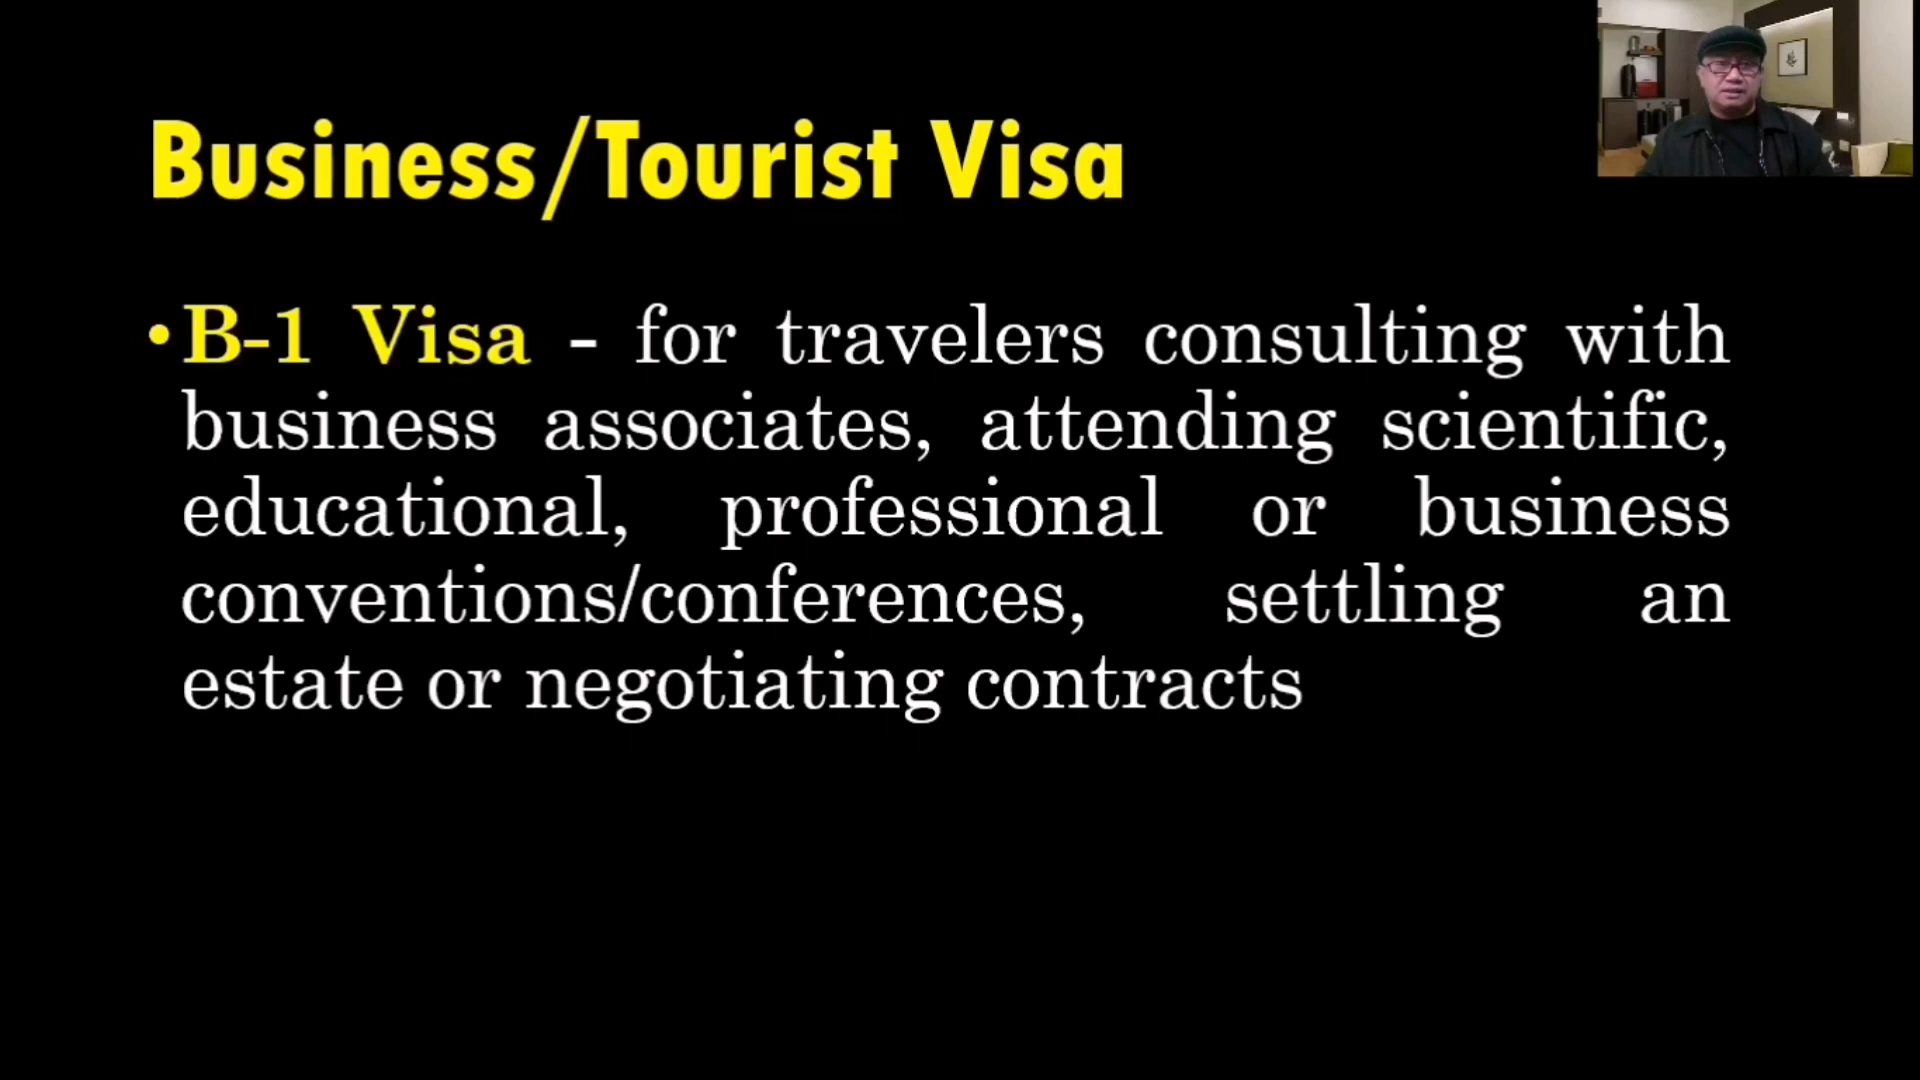 Business/Tourist Visa
•B-1 Visa - for travelers consulting with
business associates, attending scientific,
educational, professional or business
conventions/conferences, settling an
estate or negotiating contracts